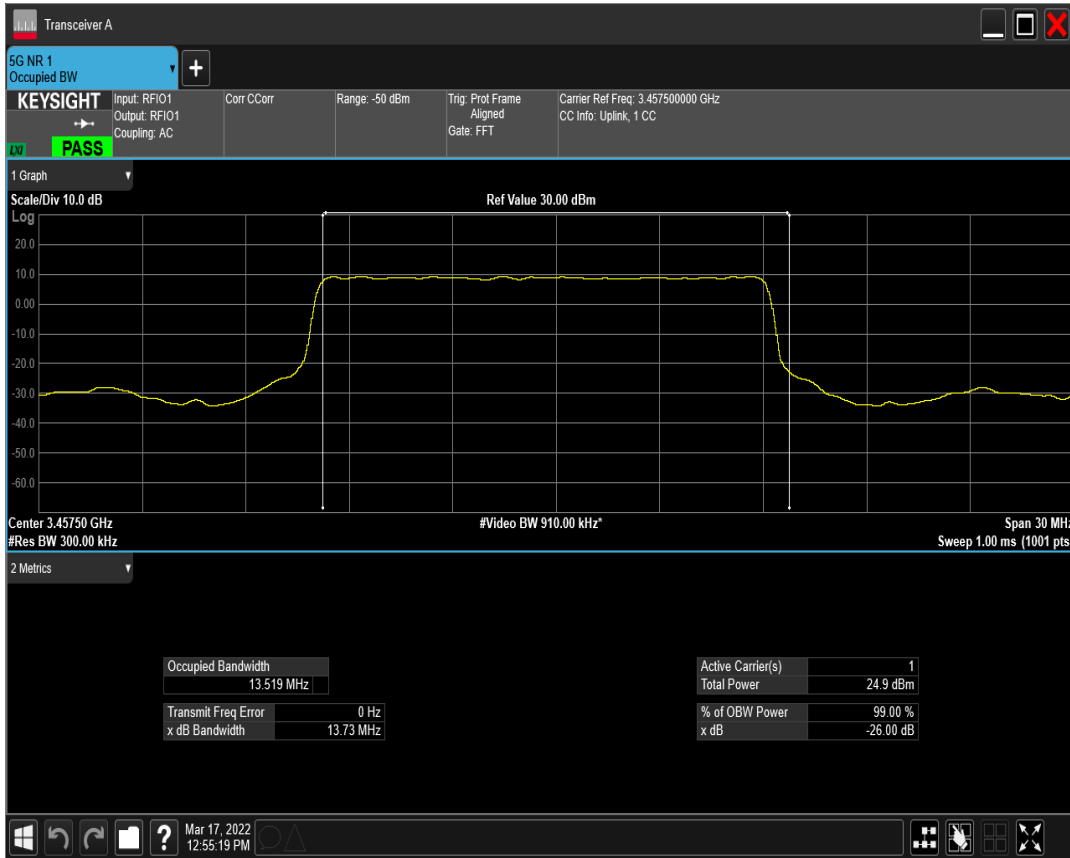 Transceiver A
5G NR 1
Occupied BW
KEYSIGHT
LXI
PASS
Input: RFIO1
Output: RFIO1
Coupling: AC
Corr CCorr
Range: -50 dBm
Trig: Prot Frame
Aligned
Gate: FFT
Carrier Ref Freq: 3.457500000 GHz
CC Info: Uplink, 1 CC
1 Graph
Scale/Div 10.0 dB
Ref Value 30.00 dBm
Log
20.0
10.0
0.00
-10.0
-20.0
-30.0
-40.0
-50.0
-60.0
Center 3.45750 GHz
#Video BW 910.00 kHz*
Span 30 MHz
#Res BW 300.00 kHz
Sweep 1.00 ms (1001 pts
2 Metrics
Occupied Bandwidth
13.519 MHz
Transmit Freq Error 0 Hz
x dB Bandwidth 13.73 MHz
Active Carrier(s) 1
Total Power 24.9 dBm
% of OBW Power 99.00 %
x dB -26.00 dB
?
Mar 17, 2022
12:55:19 PM